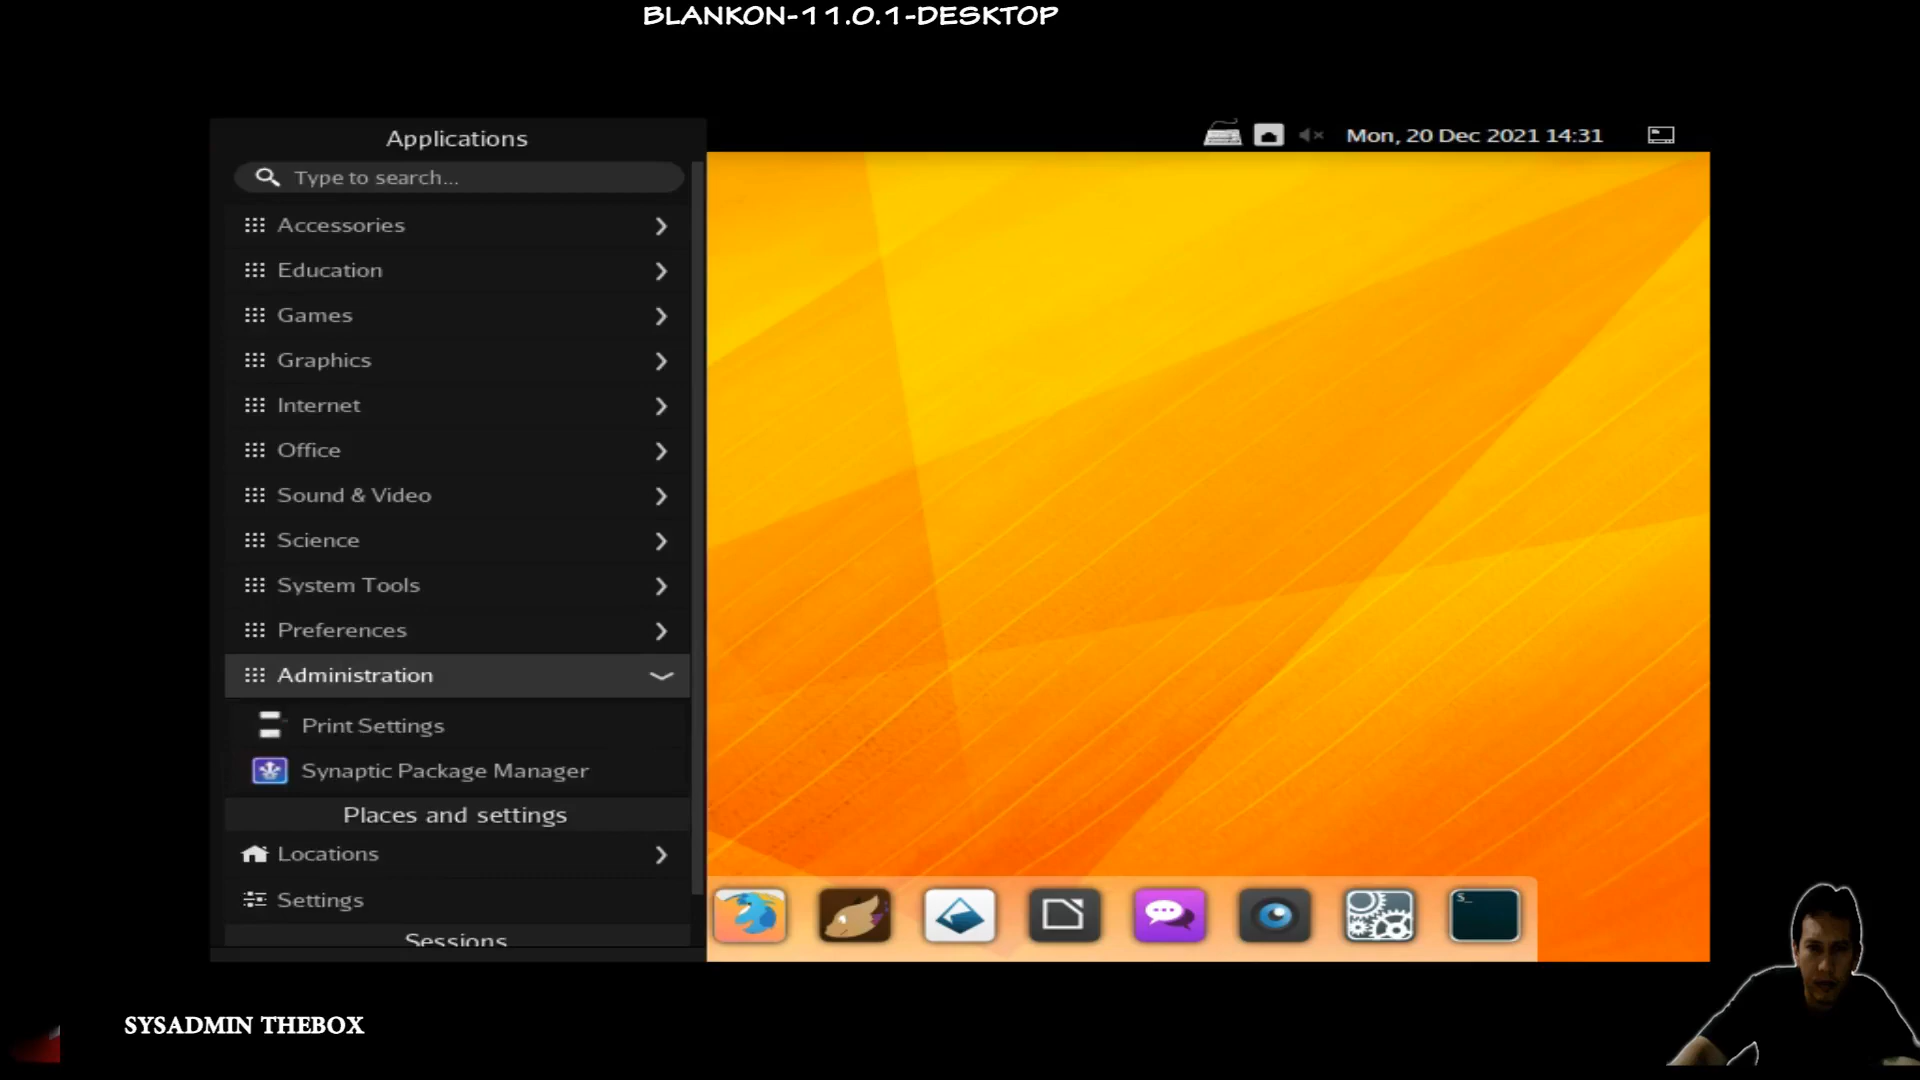 BLANKON-11.0.1-DESKTOP
Applications
Mon, 20 Dec 2021 14:31
Type to search...
Accessories
Education
Games
Graphics
Internet
Office
Sound & Video
Science
System Tools
Preferences
Administration
Print Settings
Synaptic Package Manager
Places and settings
Locations
Settings
Sessions
$_
SYSADMIN THEBOX